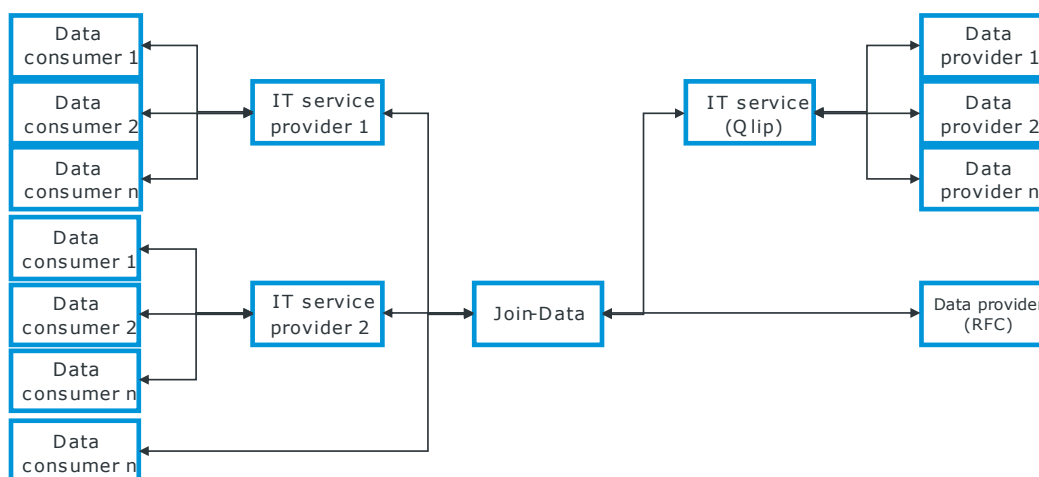 Data
consumer 1
Data
consumer 2
Data
consumer n
Data
consumer 1
Data
consumer 2
Data
consumer n
Data
consumer n
IT service
provider 1
IT service
provider 2
Join-Data
IT service
(Qlip)
Data
provider 1
Data
provider 2
Data
provider n
Data provider
(RFC)